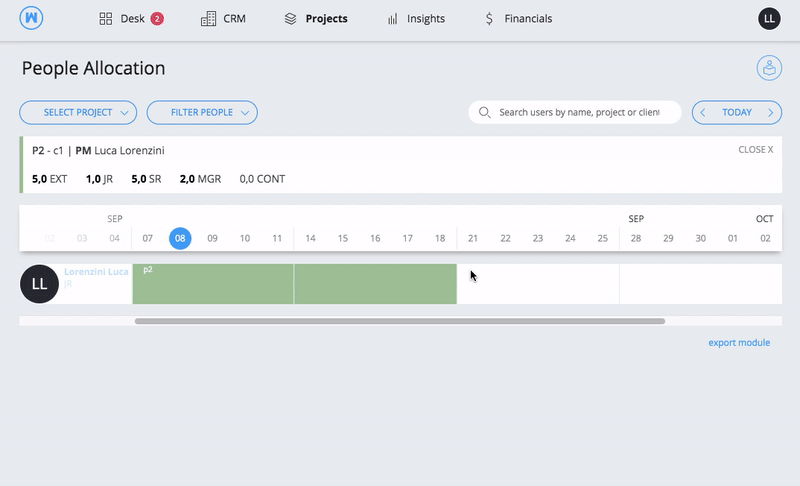 W Desk 2 CRM Projects Insights $ Financials LL
People Allocation
SELECT PROJECT FILTER PEOPLE Search users by name, project or client TODAY
P2 - c1 | PM Luca Lorenzini CLOSE X
5,0 EXT 1,0 JR 5,0 SR 2,0 MGR 0,0 CONT
SEP SEP OCT
02 03 04 07 08 09 10 11 14 15 16 17 18 21 22 23 24 25 28 29 30 01 02
LL Lorenzini Luca p2
JR
export module